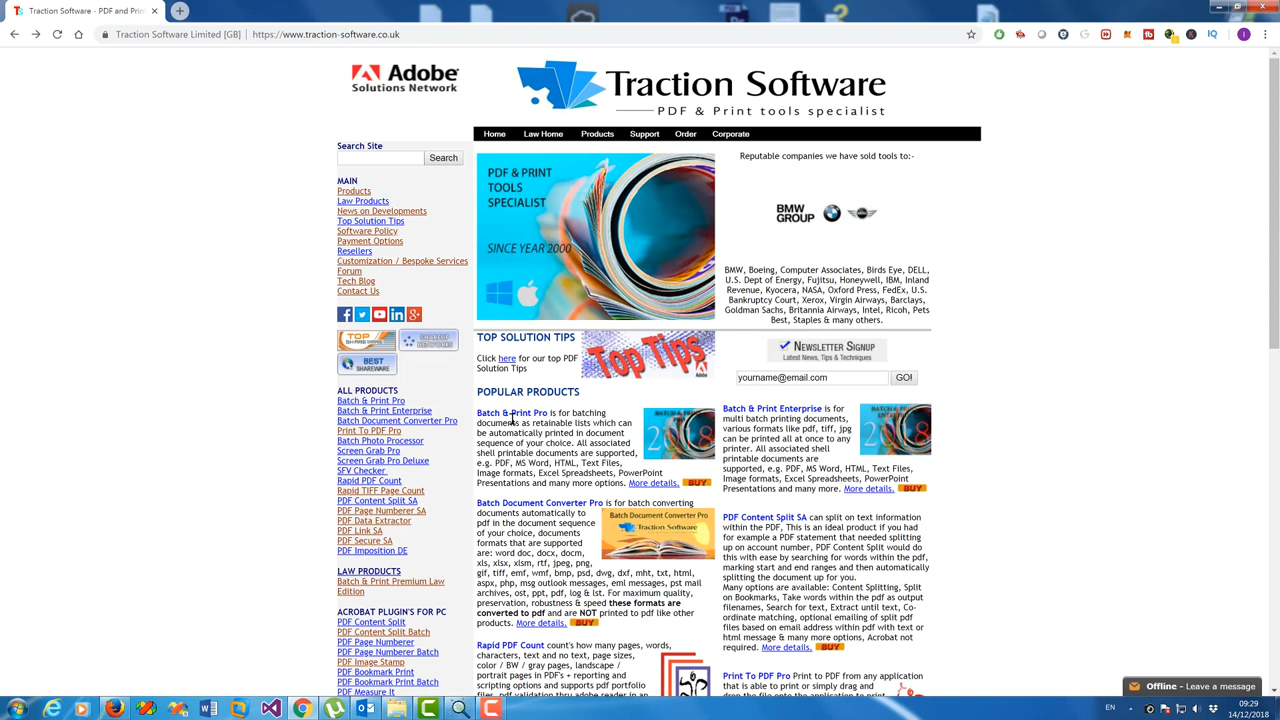 Traction Software - PDF and Prin
Traction Software Limited [GB] https://www.traction-software.co.uk
Adobe
Solutions Network
Traction Software
PDF & Print tools specialist
Home Law Home Products Support Order Corporate
Search Site
Search
MAIN
Products
Law Products
News on Developments
Top Solution Tips
Software Policy
Payment Options
Resellers
Customization / Bespoke Services
Forum
Tech Blog
Contact Us
TOP
BEST
SHAREWARE
ALL PRODUCTS
Batch & Print Pro
Batch & Print Enterprise
Batch Document Converter Pro
Print To PDF Pro
Batch Photo Processor
Screen Grab Pro
Screen Grab Pro Deluxe
SFV Checker
Rapid PDF Count
Rapid TIFF Page Count
PDF Content Split SA
PDF Page Numberer SA
PDF Data Extractor
PDF Link SA
PDF Secure SA
PDF Imposition DE
LAW PRODUCTS
Batch & Print Premium Law
Edition
ACROBAT PLUGIN'S FOR PC
PDF Content Split
PDF Content Split Batch
PDF Page Numberer
PDF Page Numberer Batch
PDF Image Stamp
PDF Bookmark Print
PDF Bookmark Print Batch
PDF Measure It
PDF & PRINT
TOOLS
SPECIALIST
SINCE YEAR 2000
TOP SOLUTION TIPS
Click here for our top PDF
Solution Tips
Top Tips
Adobe
POPULAR PRODUCTS
Batch & Print Pro is for batching
documents as retainable lists which can
be automatically printed in document
sequence of your choice. All associated
shell printable documents are supported,
e.g. PDF, MS Word, HTML, Text Files,
Image formats, Excel Spreadsheets, PowerPoint
Presentations and many more options. More details. BUY
2018
Batch Document Converter Pro is for batch converting
documents automatically to
pdf in the document sequence
of your choice, documents
formats that are supported
are: word doc, docx, docm,
xls, xlsx, xlsm, rtf, jpeg, png,
gif, tiff, emf, wmf, bmp, psd, dwg, dxf, mht, txt, html,
aspx, php, msg outlook messages, eml messages, pst mail
archives, ost, ppt, pdf, log & lst. For maximum quality,
preservation, robustness & speed these formats are
converted to pdf and are NOT printed to pdf like other
products. More details. BUY
Batch Document Converter Pro
Traction Software
Rapid PDF Count count's how many pages, words,
characters, text and no text, page sizes,
color / BW / gray pages, landscape /
portrait pages in PDF's + reporting and
scripting options and supports pdf portfolio
files, pdf validation thru adobe reader in an
Reputable companies we have sold tools to:-
BMW
GROUP
BMW, Boeing, Computer Associates, Birds Eye, DELL,
U.S. Dept of Energy, Fujitsu, Honeywell, IBM, Inland
Revenue, Kyocera, NASA, Oxford Press, FedEx, U.S.
Bankruptcy Court, Xerox, Virgin Airways, Barclays,
Goldman Sachs, Britannia Airways, Intel, Ricoh, Pets
Best, Staples & many others.
NEWSLETTER SIGNUP
Latest News, Tips & Techniques
yourname@email.com GO!
Batch & Print Enterprise is for
multi batch printing documents,
various formats like pdf, tiff, jpg
can be printed all at once to any
printer. All associated shell
printable documents are
supported, e.g. PDF, MS Word, HTML, Text Files,
Image formats, Excel Spreadsheets, PowerPoint
Presentations and many more. More details. BUY
2018
PDF Content Split SA can split on text information
within the PDF, This is an ideal product if you had
for example a PDF statement that needed splitting
up on account number, PDF Content Split would do
this with ease by searching for words within the pdf,
marking start and end ranges and then automatically
splitting the document up for you.
Many options are available: Content Splitting, Split
on Bookmarks, Take words within the pdf as output
filenames, Search for text, Extract until text, Co-
ordinate matching, optional emailing of split pdf
files based on email address within pdf with text or
html message & many more options, Acrobat not
required. More details. BUY
Print To PDF Pro Print to PDF from any application
that is able to print or simply drag and
Offline - Leave a message
EN
09:29
14/12/2018